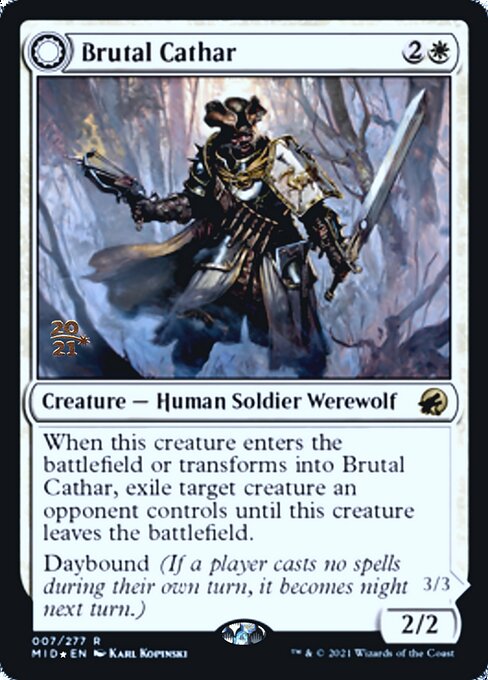 Brutal Cathar 2
20
21
Creature — Human Soldier Werewolf
When this creature enters the
battlefield or transforms into Brutal
Cathar, exile target creature an
opponent controls until this creature
leaves the battlefield.
Daybound (If a player casts no spells
during their own turn, it becomes night
next turn.)
3/3
2/2
007/277 R
MID★EN Karl Kopinski
™ & © 2021 Wizards of the Coast